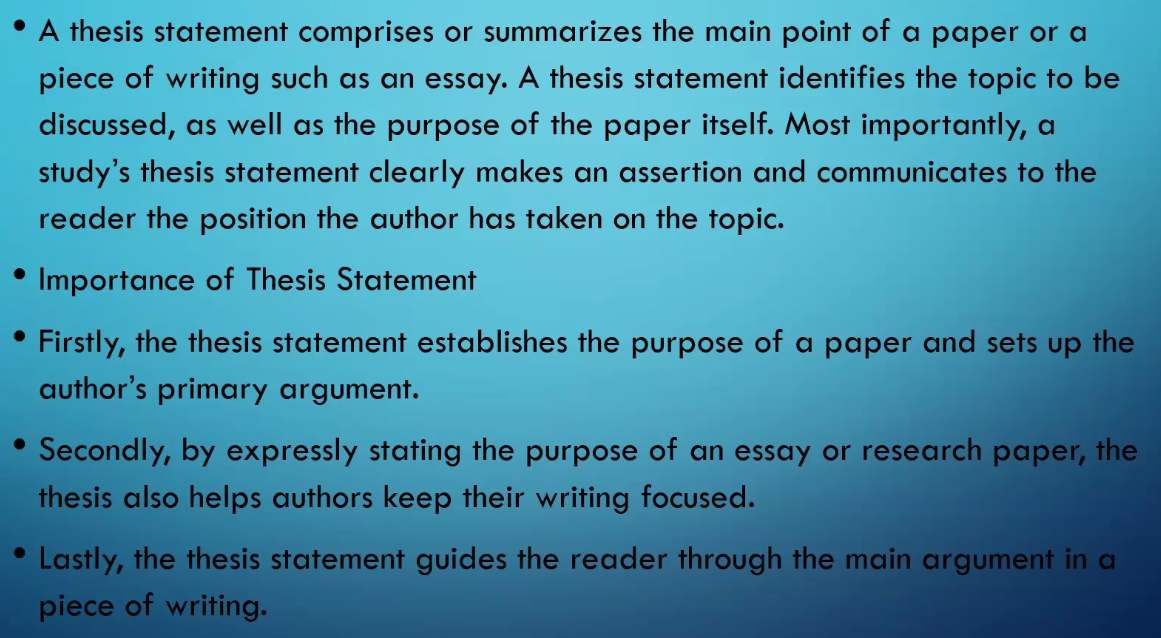 • A thesis statement comprises or summarizes the main point of a paper or a
piece of writing such as an essay. A thesis statement identifies the topic to be
discussed, as well as the purpose of the paper itself. Most importantly, a
study’s thesis statement clearly makes an assertion and communicates to the
reader the position the author has taken on the topic.
• Importance of Thesis Statement
• Firstly, the thesis statement establishes the purpose of a paper and sets up the
author’s primary argument.
• Secondly, by expressly stating the purpose of an essay or research paper, the
thesis also helps authors keep their writing focused.
• Lastly, the thesis statement guides the reader through the main argument in a
piece of writing.